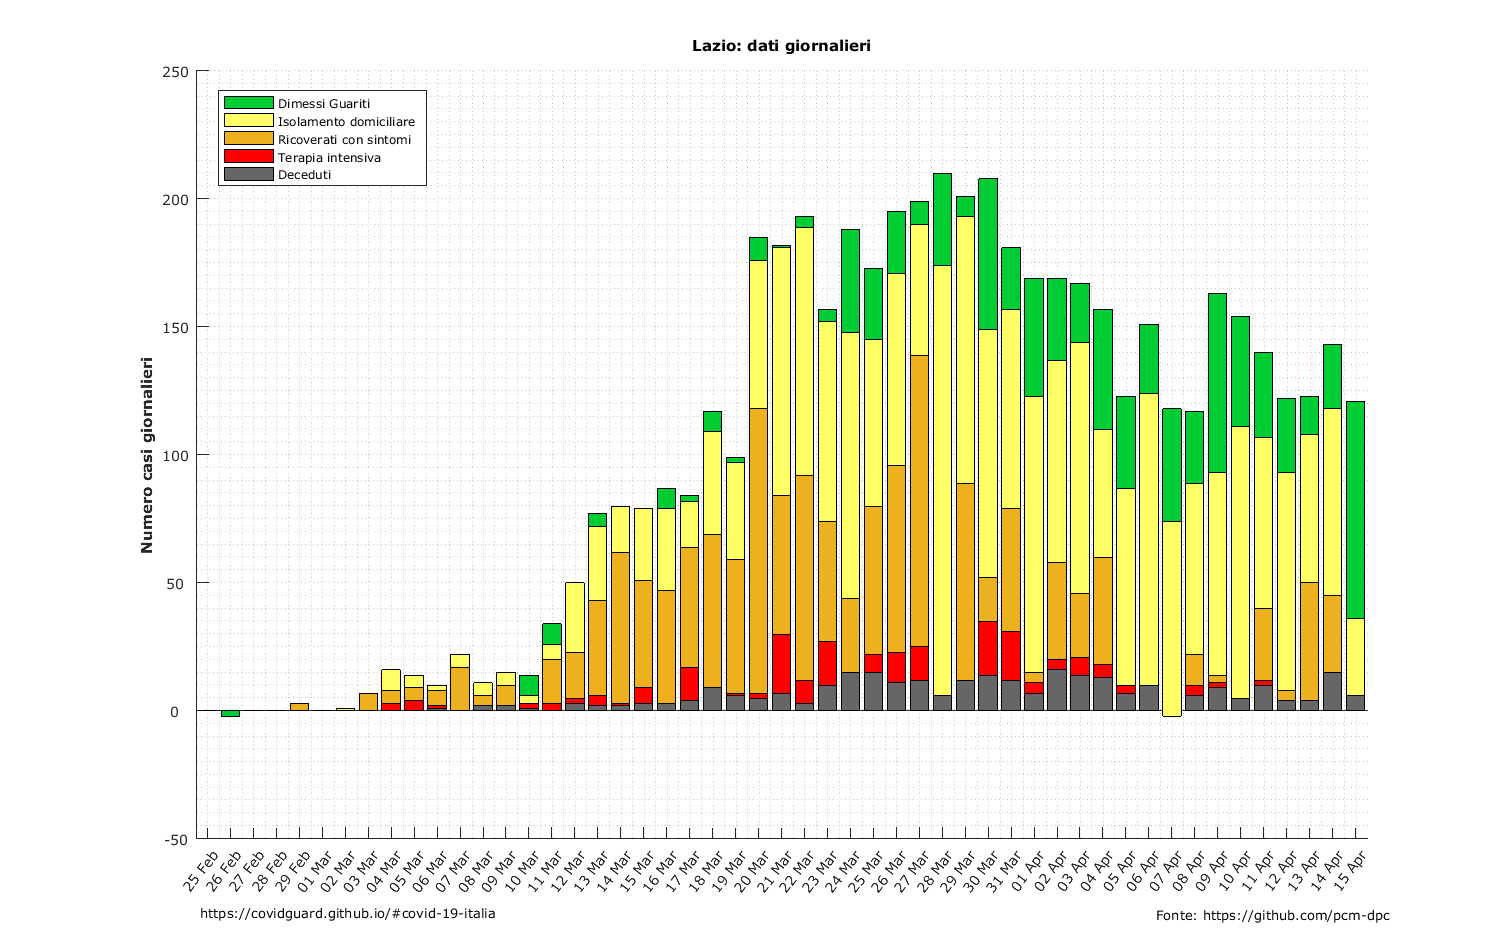 Lazio: dati giornalieri
250
200
150
100
50
0
-50
Numero casi giornalieri
Dimessi Guariti
Isolamento domiciliare
Ricoverati con sintomi
Terapia intensiva
Deceduti
25 Feb
26 Feb
27 Feb
28 Feb
29 Feb
01 Mar
02 Mar
03 Mar
04 Mar
05 Mar
06 Mar
07 Mar
08 Mar
09 Mar
10 Mar
11 Mar
12 Mar
13 Mar
14 Mar
15 Mar
16 Mar
17 Mar
18 Mar
19 Mar
20 Mar
21 Mar
22 Mar
23 Mar
24 Mar
25 Mar
26 Mar
27 Mar
28 Mar
29 Mar
30 Mar
31 Mar
01 Apr
02 Apr
03 Apr
04 Apr
05 Apr
06 Apr
07 Apr
08 Apr
09 Apr
10 Apr
11 Apr
12 Apr
13 Apr
14 Apr
15 Apr
https://covidguard.github.io/#covid-19-italia
Fonte: https://github.com/pcm-dpc